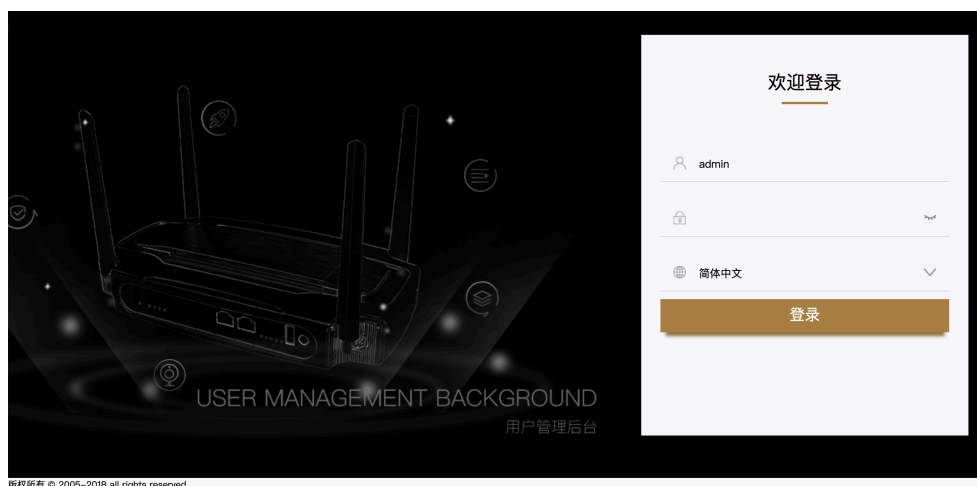 欢迎登录
admin
简体中文
登录
USER MANAGEMENT BACKGROUND
用户管理后台
版权所有 © 2005-2018 all rights reserved